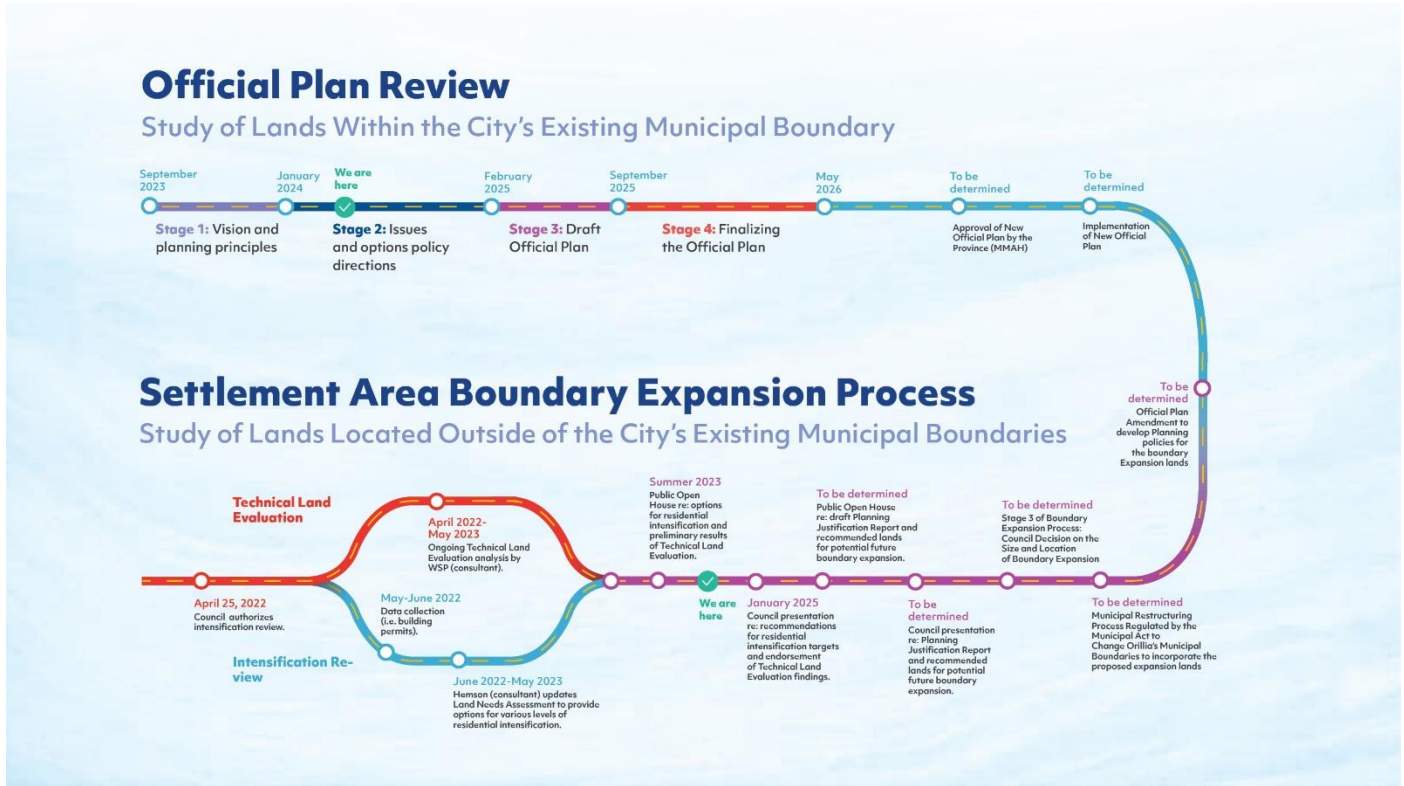 Official Plan Review
Study of Lands Within the City's Existing Municipal Boundary
September
2023
January
2024
We are
here
February
2025
September
2025
May
2026
To be
determined
To be
determined
Stage 1: Vision and
planning principles
Stage 2: Issues
and options policy
directions
Stage 3: Draft
Official Plan
Stage 4: Finalizing
the Official Plan
Approval of New
Official Plan by the
Province (MMAH)
Implementation
of New Official
Plan
To be
determined
Official Plan
Amendment to
develop Planning
policies for
the boundary
Expansion lands
Settlement Area Boundary Expansion Process
Study of Lands Located Outside of the City's Existing Municipal Boundaries
Technical Land
Evaluation
April 25, 2022
Council authorizes
intensification review.
Intensification Re-
view
April 2022-
May 2023
Ongoing Technical Land
Evaluation analysis by
WSP (consultant).
May-June 2022
Data collection
(i.e. building
permits).
June 2022-May 2023
Hemson (consultant) updates
Land Needs Assessment to provide
options for various levels of
residential intensification.
Summer 2023
Public Open
House re: options
for residential
intensification and
preliminary results
of Technical Land
Evaluation.
We are
here
January 2025
Council presentation
re: recommendations
for residential
intensification targets
and endorsement
of Technical Land
Evaluation findings.
To be determined
Public Open House
re: draft Planning
Justification Report and
recommended lands
for potential future
boundary expansion.
To be
determined
Council presentation
re: Planning
Justification Report
and recommended
lands for potential
future boundary
expansion.
To be determined
Stage 3 of Boundary
Expansion Process:
Council Decision on the
Size and Location
of Boundary Expansion
To be determined
Municipal Restructuring
Process Regulated by the
Municipal Act to
Change Orillia's Municipal
Boundaries to incorporate the
proposed expansion lands